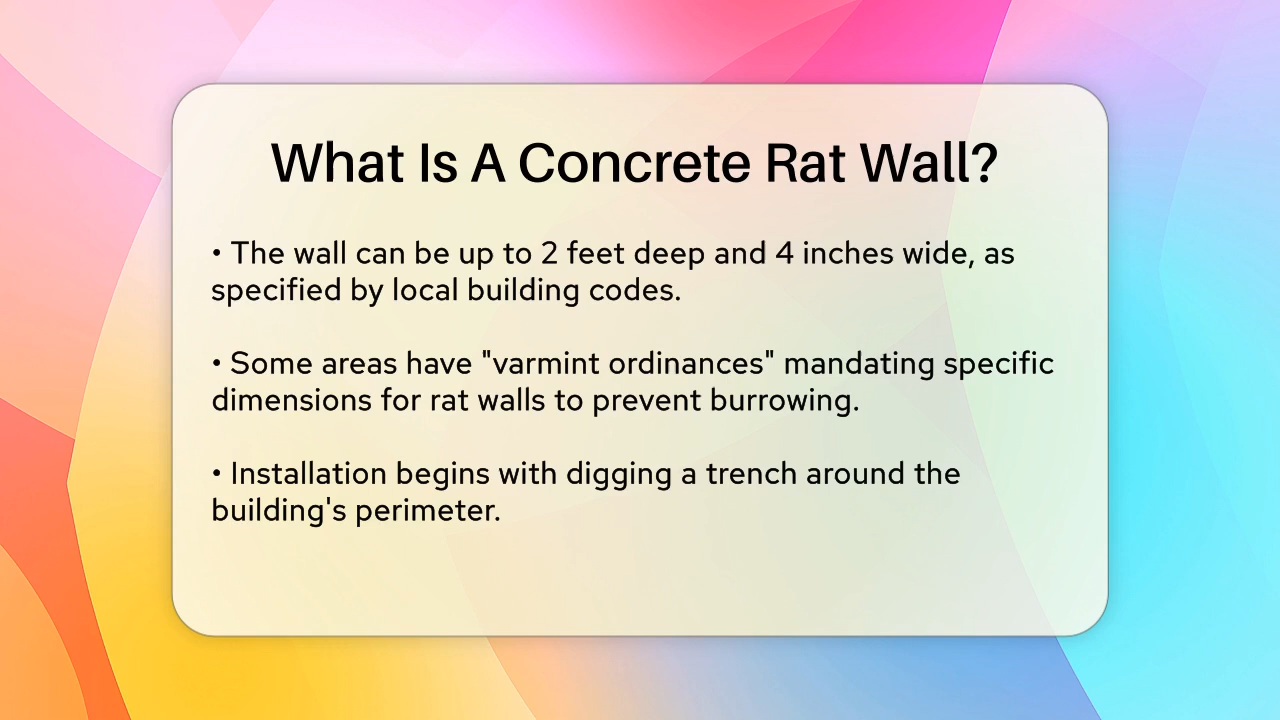 What Is A Concrete Rat Wall?
• The wall can be up to 2 feet deep and 4 inches wide, as
specified by local building codes.
• Some areas have "varmint ordinances" mandating specific
dimensions for rat walls to prevent burrowing.
• Installation begins with digging a trench around the
building's perimeter.